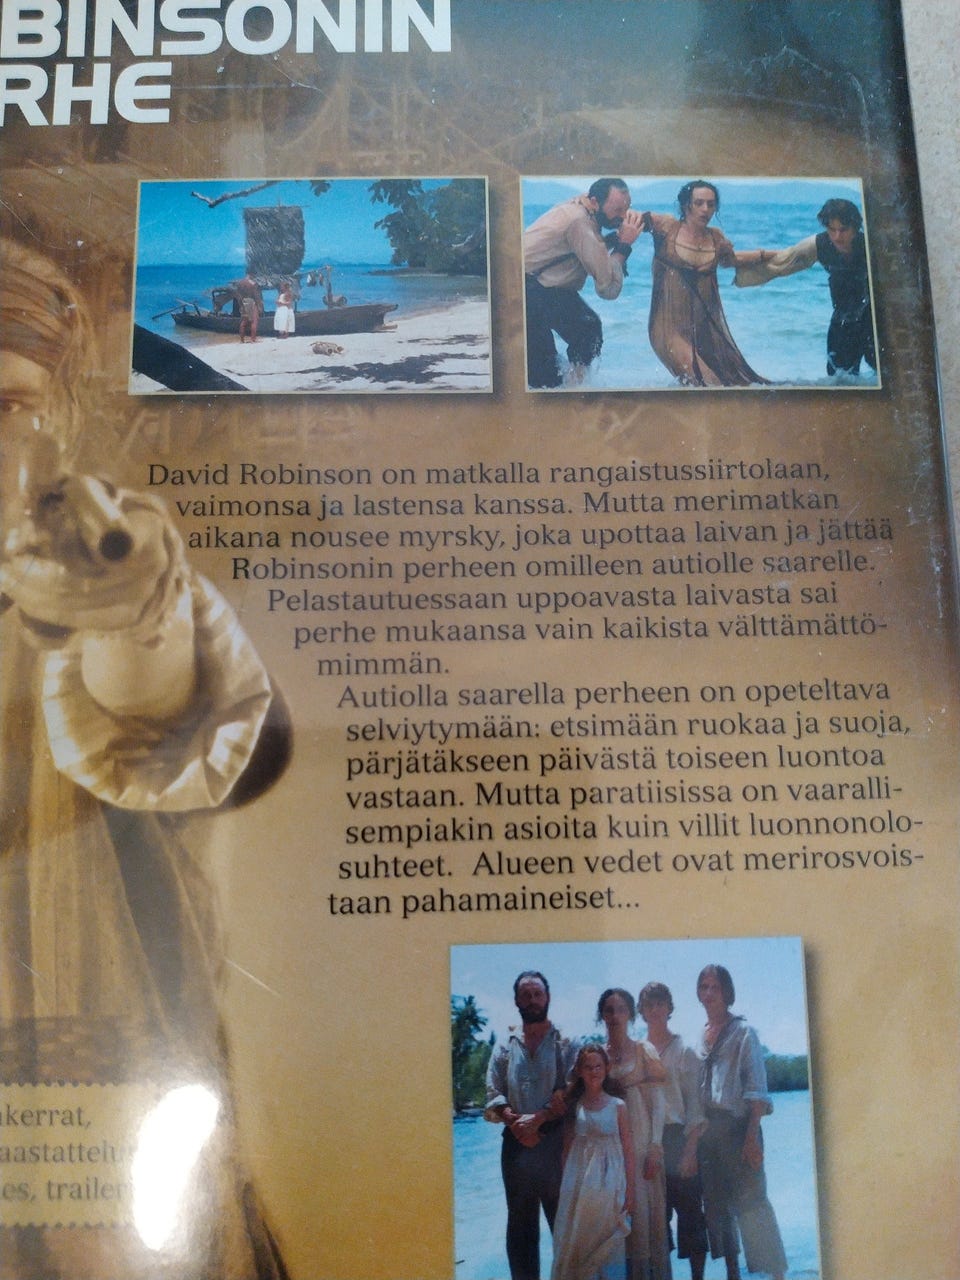 BINSONIN
RHE
David Robinson on matkalla rangaistussiirtolaan,
vaimonsa ja lastensa kanssa. Mutta merimatkan
aikana nousee myrsky, joka upottaa laivan ja jättää
Robinsonin perheen omilleen autiolle saarelle.
Pelastautuessaan uppoavasta laivasta sai
perhe mukaansa vain kaikista välttämättö-
mimmän.
Autiolla saarella perheen on opeteltava
selviytymään: etsimään ruokaa ja suoja,
pärjätäkseen päivästä toiseen luontoa
vastaan. Mutta paratiisissa on vaaralli-
sempiakin asioita kuin villit luonnonolo-
suhteet. Alueen vedet ovat merirosvois-
taan pahamaineiset...
kerrat,
aastattelu
es, trailer